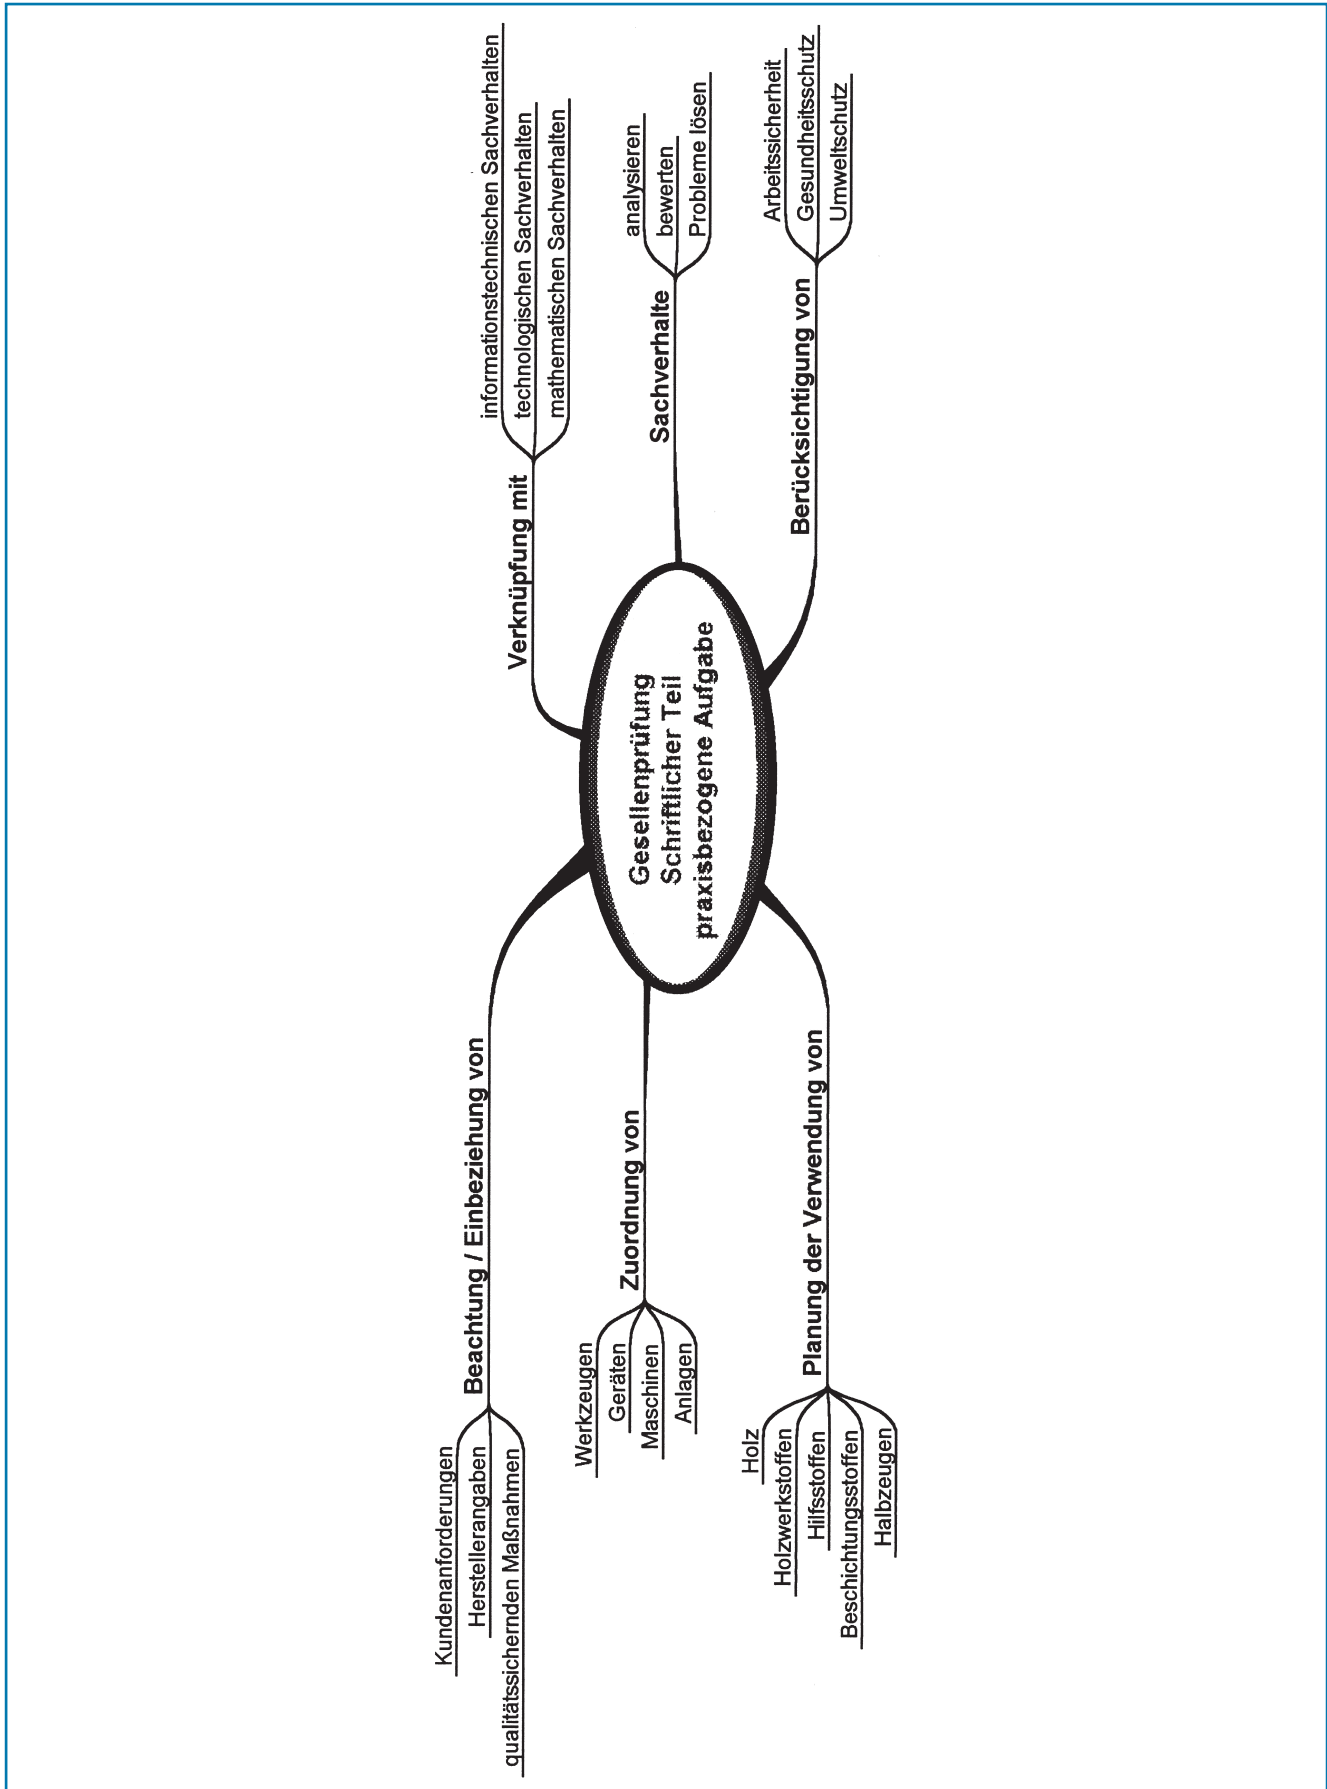 Gesellenprüfung
Schriftlicher Teil
praxisbezogene Aufgabe
Beachtung / Einbeziehung von
Kundenanforderungen
Herstellerangaben
qualitätssichernden Maßnahmen
Zuordnung von
Werkzeugen
Geräten
Maschinen
Anlagen
Planung der Verwendung von
Holz
Holzwerkstoffen
Hilfsstoffen
Beschichtungsstoffen
Halbzeugen
Verknüpfung mit
informationstechnischen Sachverhalten
technologischen Sachverhalten
mathematischen Sachverhalten
Sachverhalte
analysieren
bewerten
Probleme lösen
Berücksichtigung von
Arbeitssicherheit
Gesundheitsschutz
Umweltschutz